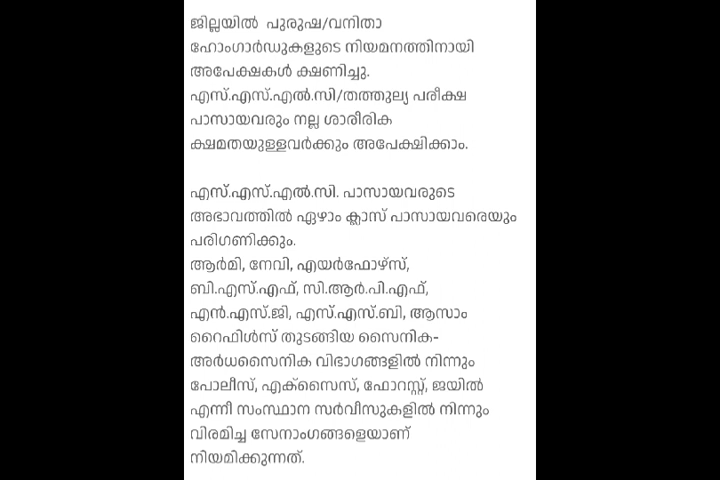 ജില്ലയിൽ പുരുഷ/വനിതാ
ഹോംഗാർഡുകളുടെ നിയമനത്തിനായി
അപേക്ഷകൾ ക്ഷണിച്ചു.
എസ്.എസ്.എൽ.സി/തത്തുല്യ പരീക്ഷ
പാസായവരും നല്ല ശാരീരിക
ക്ഷമതയുള്ളവർക്കും അപേക്ഷിക്കാം.
എസ്.എസ്.എൽ.സി. പാസായവരുടെ
അഭാവത്തിൽ ഏഴാം ക്ലാസ് പാസായവരെയും
പരിഗണിക്കും.
ആർമി, നേവി, എയർഫോഴ്സ്,
ബി.എസ്.എഫ്, സി.ആർ.പി.എഫ്,
എൻ.എസ്.ജി, എസ്.എസ്.ബി, ആസാം
റൈഫിൾസ് തുടങ്ങിയ സൈനിക-
അർധസൈനിക വിഭാഗങ്ങളിൽ നിന്നും
പോലീസ്, എക്സൈസ്, ഫോറസ്റ്റ്, ജയിൽ
എന്നീ സംസ്ഥാന സർവീസുകളിൽ നിന്നും
വിരമിച്ച സേനാംഗങ്ങളെയാണ്
നിയമിക്കുന്നത്.